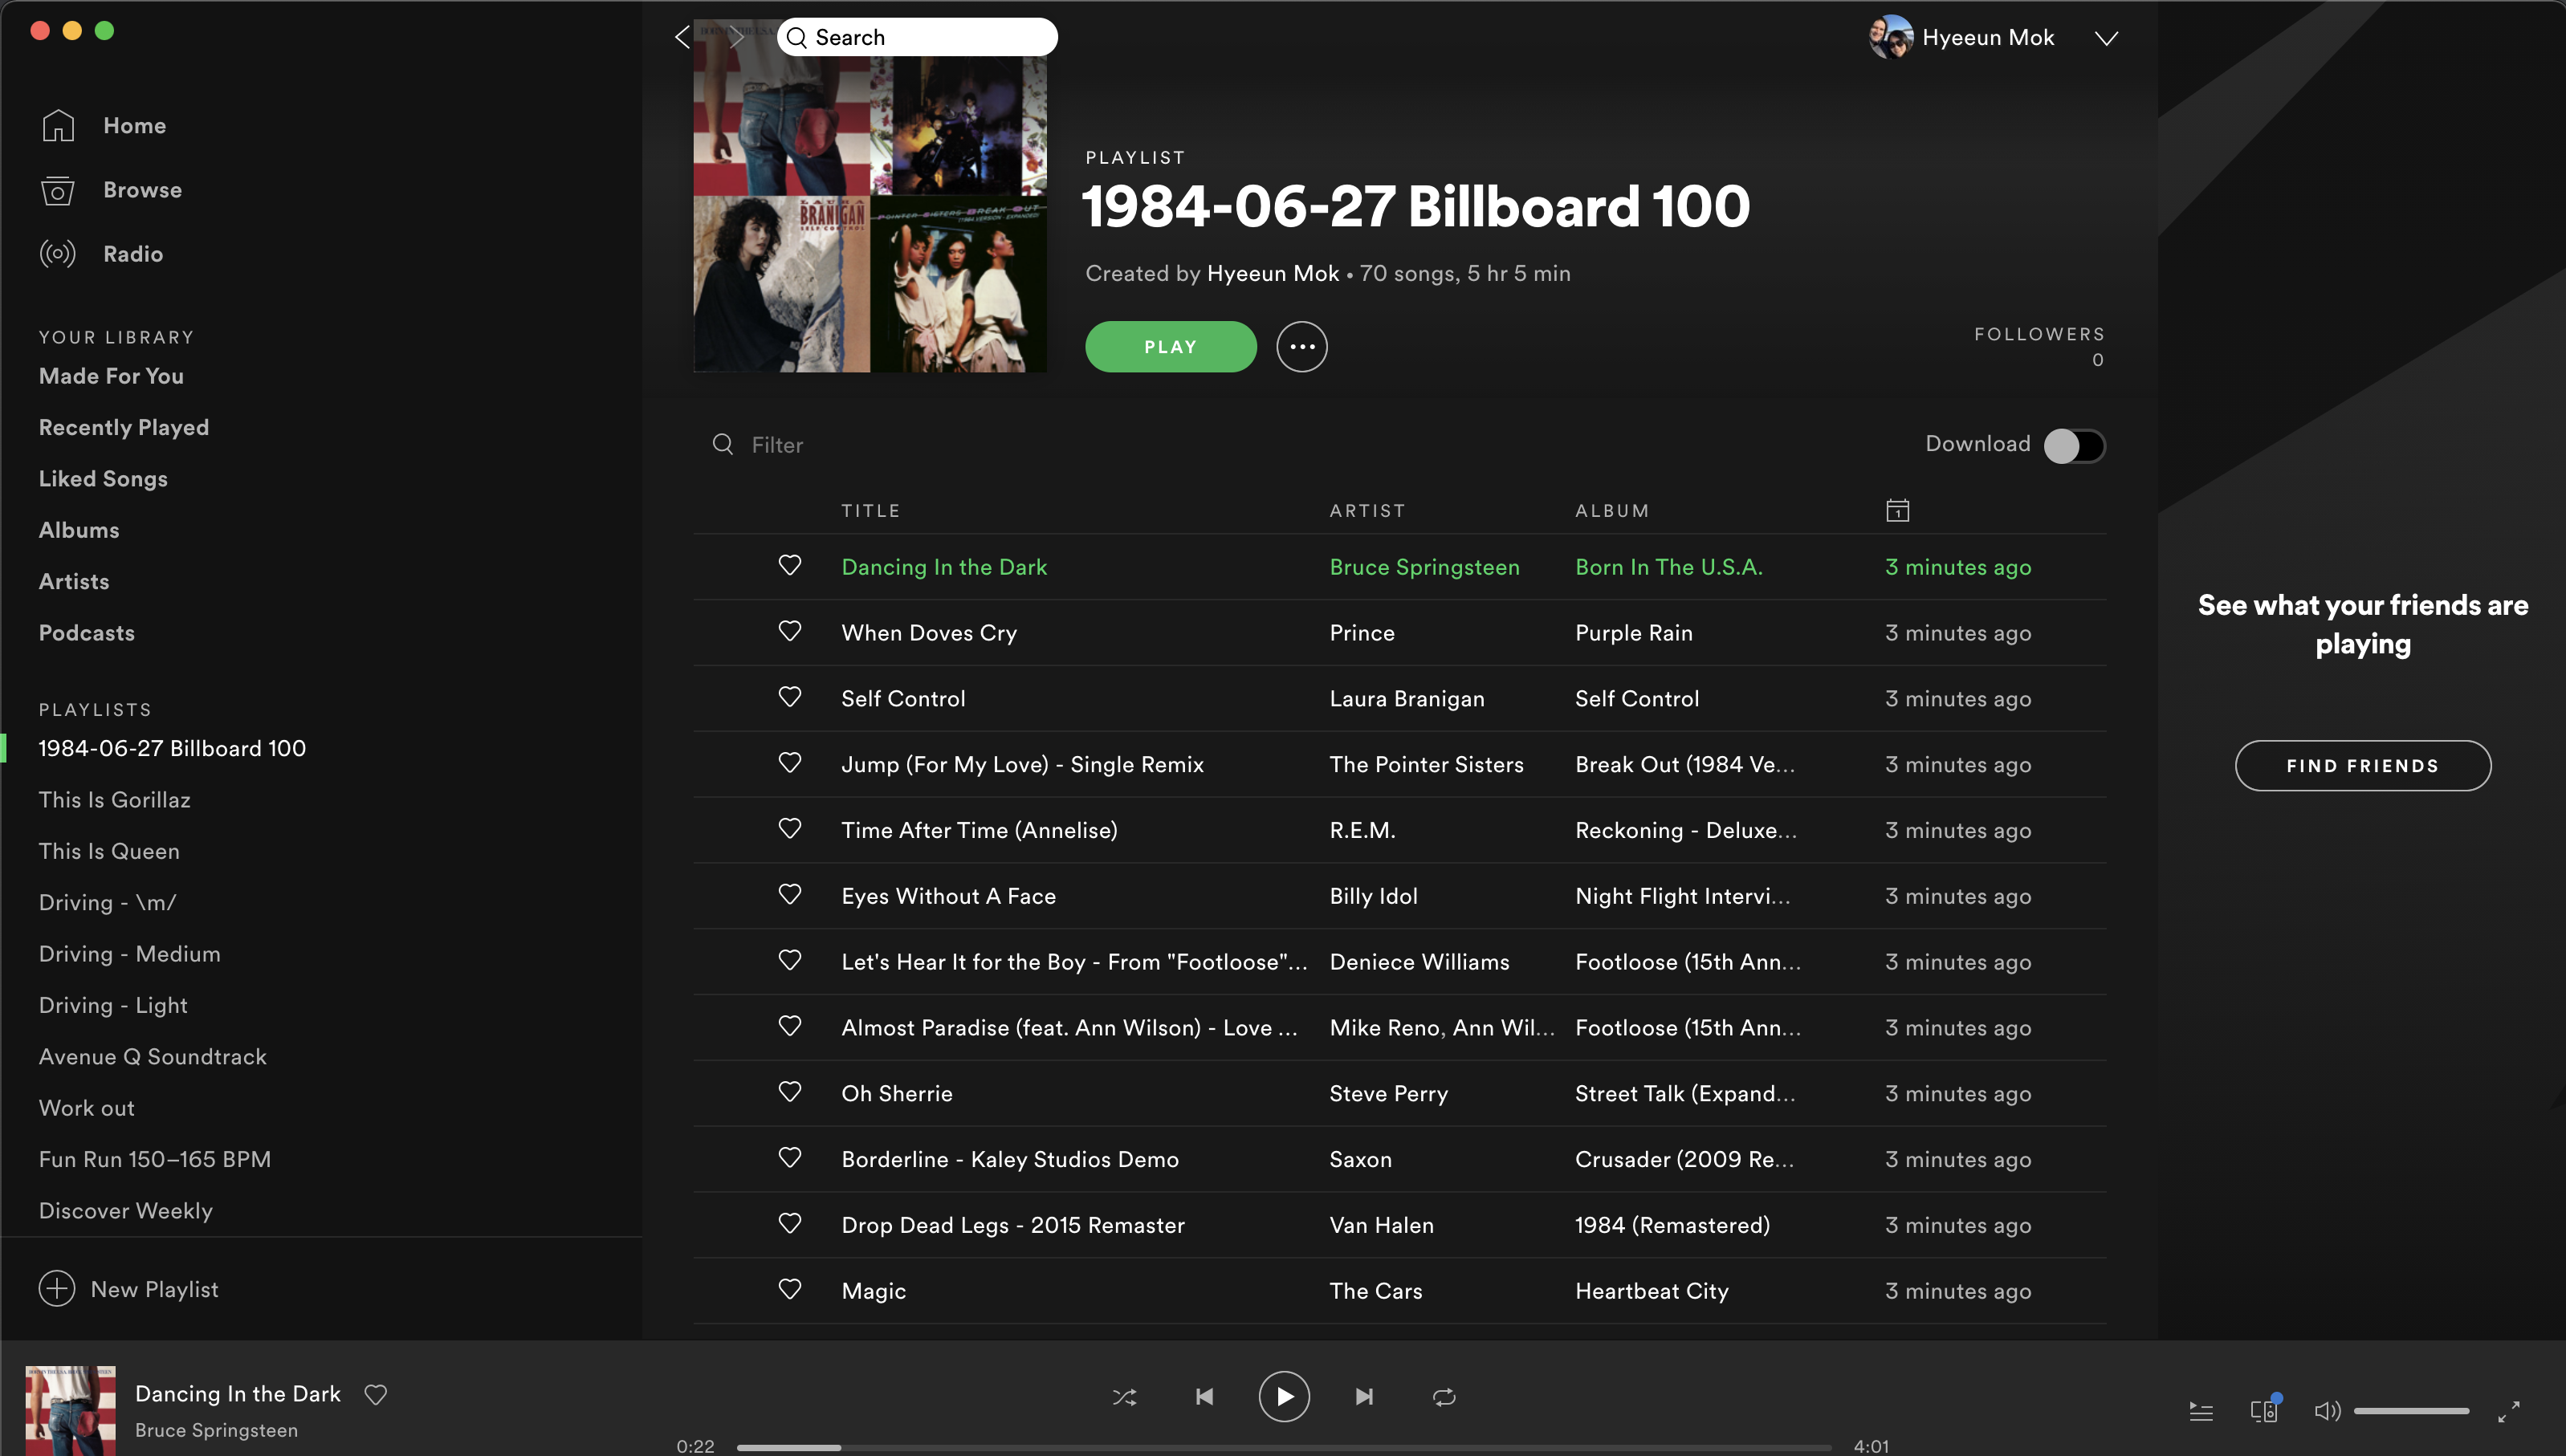 Search
Hyeeun Mok
Home
Browse
Radio
YOUR LIBRARY
Made For You
Recently Played
Liked Songs
Albums
Artists
Podcasts
PLAYLISTS
1984-06-27 Billboard 100
This Is Gorillaz
This Is Queen
Driving - \m/
Driving - Medium
Driving - Light
Avenue Q Soundtrack
Work out
Fun Run 150–165 BPM
Discover Weekly
New Playlist
LAURA
BRANIGAN
SELF CONTROL
POINTER SISTERS BREAK OUT
PLAYLIST
1984-06-27 Billboard 100
Created by Hyeeun Mok • 70 songs, 5 hr 5 min
PLAY
FOLLOWERS
0
Filter
Download
TITLE ARTIST ALBUM 1
Dancing In the Dark Bruce Springsteen Born In The U.S.A. 3 minutes ago
When Doves Cry Prince Purple Rain 3 minutes ago
Self Control Laura Branigan Self Control 3 minutes ago
Jump (For My Love) - Single Remix The Pointer Sisters Break Out (1984 Ve... 3 minutes ago
Time After Time (Annelise) R.E.M. Reckoning - Deluxe... 3 minutes ago
Eyes Without A Face Billy Idol Night Flight Intervi... 3 minutes ago
Let's Hear It for the Boy - From "Footloose"... Deniece Williams Footloose (15th Ann... 3 minutes ago
Almost Paradise (feat. Ann Wilson) - Love ... Mike Reno, Ann Wil... Footloose (15th Ann... 3 minutes ago
Oh Sherrie Steve Perry Street Talk (Expand... 3 minutes ago
Borderline - Kaley Studios Demo Saxon Crusader (2009 Re... 3 minutes ago
Drop Dead Legs - 2015 Remaster Van Halen 1984 (Remastered) 3 minutes ago
Magic The Cars Heartbeat City 3 minutes ago
See what your friends are
playing
FIND FRIENDS
Dancing In the Dark
Bruce Springsteen
0:22
4:01